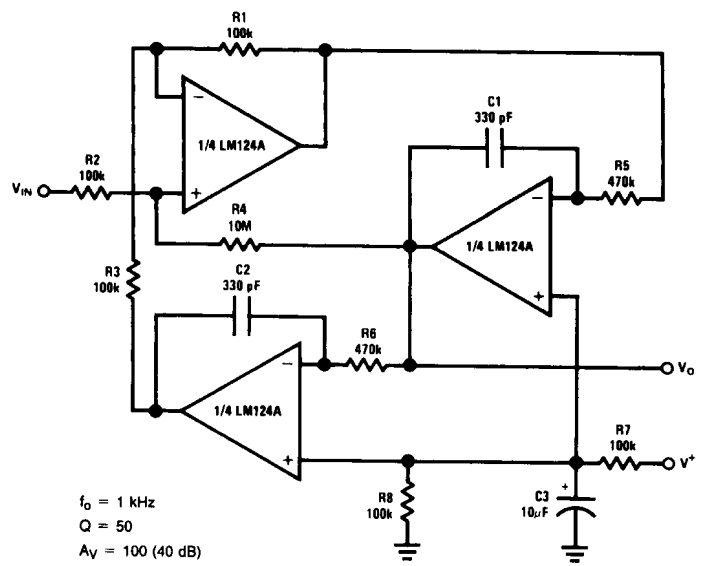 R1
100k
C1
330 pF
1/4 LM124A
R2
100k
R5
470k
VIN
R4
10M
1/4 LM124A
R3
100k
C2
330 pF
R6
470k
Vo
1/4 LM124A
R7
100k
V+
R8
100k
C3
10μF
fo = 1 kHz
Q = 50
AV = 100 (40 dB)